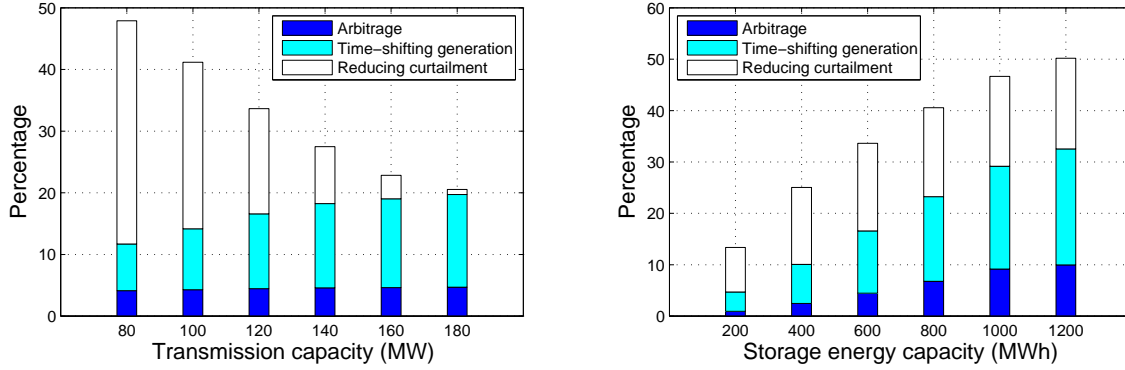 50
40
30
20
10
0
Percentage
Arbitrage
Time-shifting generation
Reducing curtailment
80 100 120 140 160 180
Transmission capacity (MW)
60
50
40
30
20
10
0
Percentage
Arbitrage
Time-shifting generation
Reducing curtailment
200 400 600 800 1000 1200
Storage energy capacity (MWh)